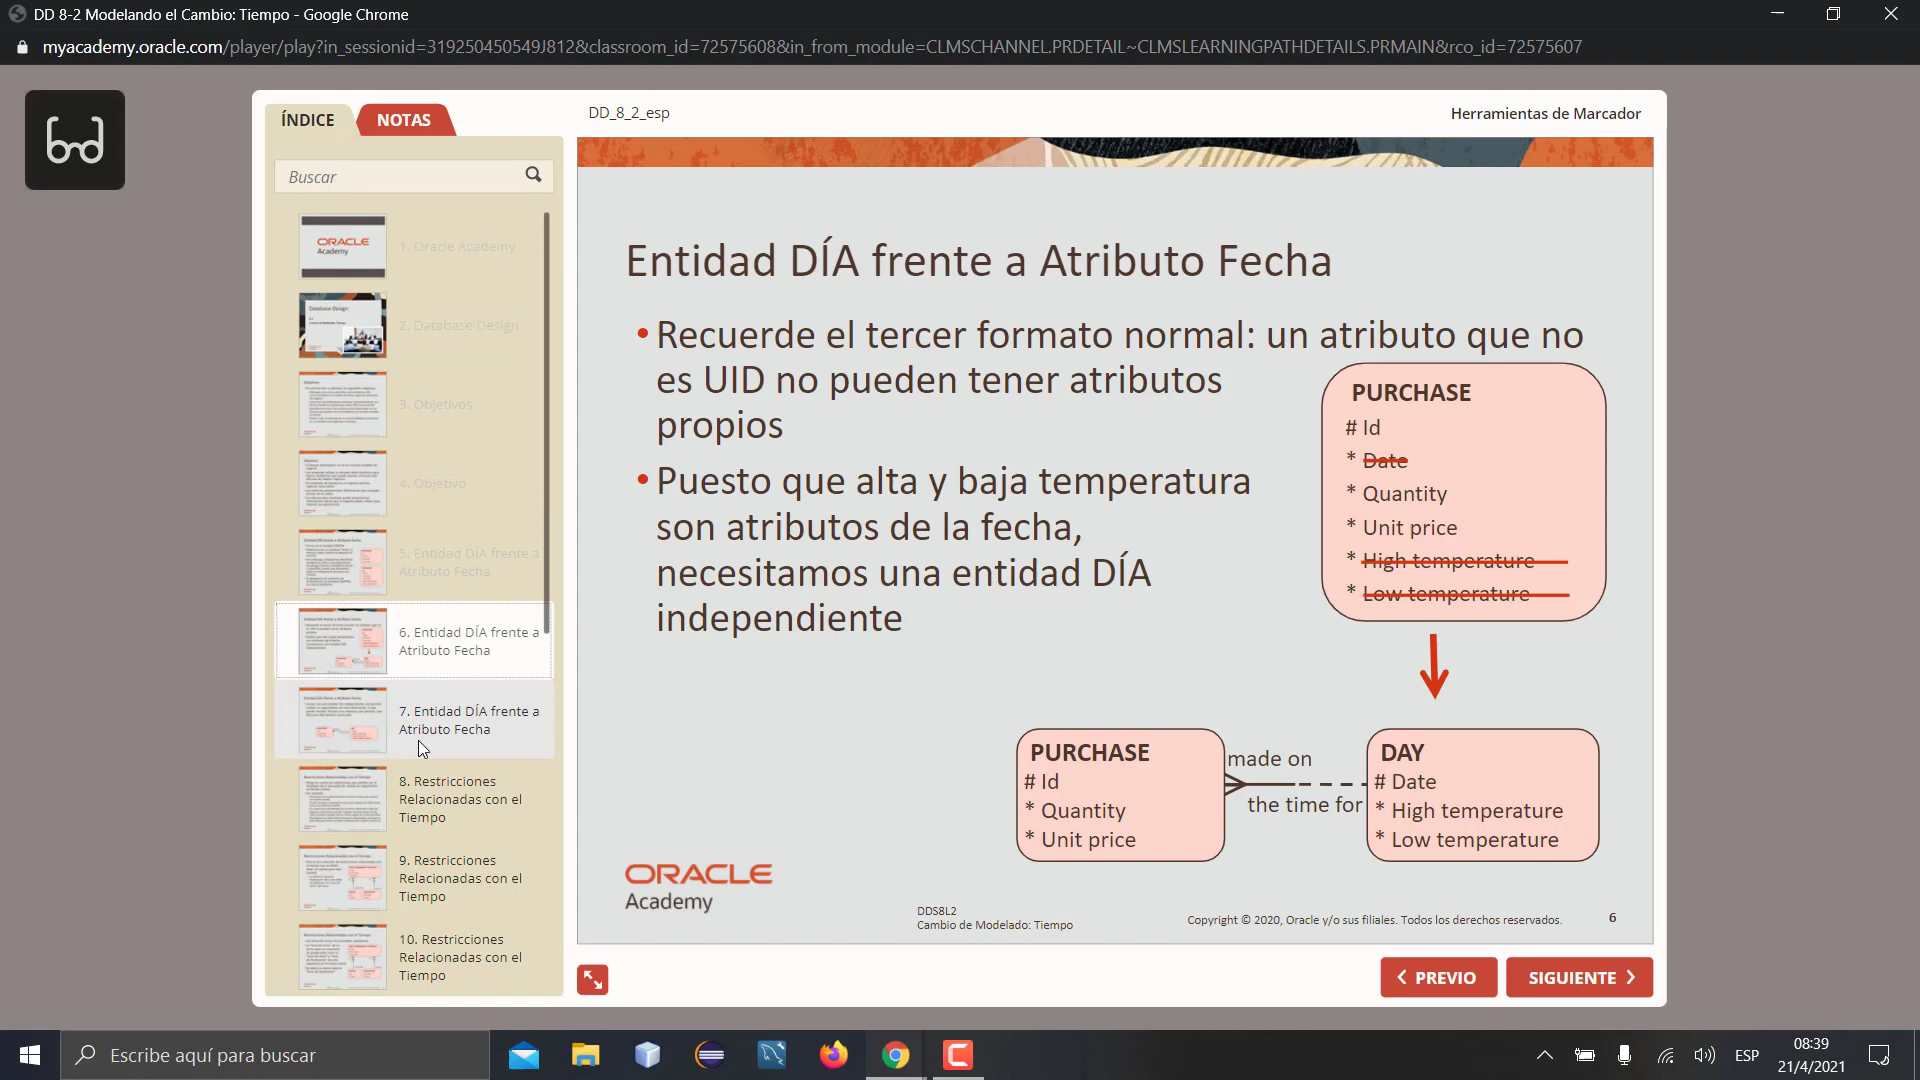 DD 8-2 Modelando el Cambio: Tiempo - Google Chrome
myacademy.oracle.com/player/play?in_sessionid=319250450549J812&classroom_id=72575608&in_from_module=CLMSCHANNEL.PRDETAIL~CLMSLEARNINGPATHDETAILS.PRMAIN&rco_id=72575607
ÍNDICE
NOTAS
DD_8_2_esp
Herramientas de Marcador
Buscar
ORACLE
Academy
1. Oracle Academy
Database Design
2. Database Design
3. Objetivos
4. Objetivo
5. Entidad DÍA frente a
Atributo Fecha
6. Entidad DÍA frente a
Atributo Fecha
7. Entidad DÍA frente a
Atributo Fecha
8. Restricciones
Relacionadas con el
Tiempo
9. Restricciones
Relacionadas con el
Tiempo
10. Restricciones
Relacionadas con el
Tiempo
Entidad DÍA frente a Atributo Fecha
• Recuerde el tercer formato normal: un atributo que no
es UID no pueden tener atributos
propios
• Puesto que alta y baja temperatura
son atributos de la fecha,
necesitamos una entidad DÍA
independiente
PURCHASE
# Id
* Date
* Quantity
* Unit price
* High temperature
* Low temperature
PURCHASE
# Id
* Quantity
* Unit price
made on
the time for
DAY
# Date
* High temperature
* Low temperature
ORACLE
Academy
DDS8L2
Cambio de Modelado: Tiempo
Copyright © 2020, Oracle y/o sus filiales. Todos los derechos reservados.
6
PREVIO
SIGUIENTE
Escribe aquí para buscar
ESP
08:39
21/4/2021